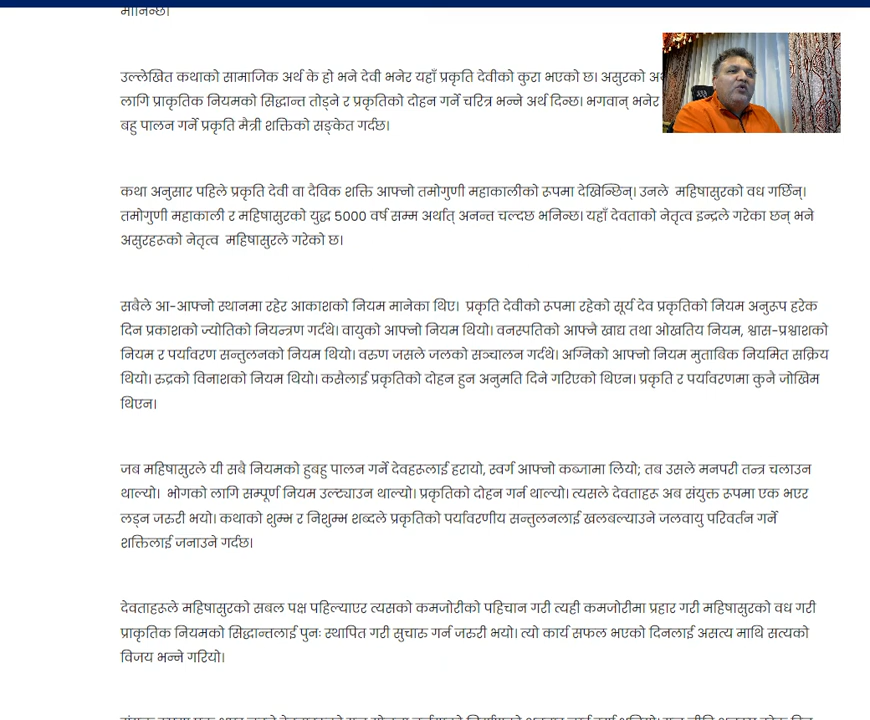 मानिन्छ।
उल्लेखित कथाको सामाजिक अर्थ के हो भने देवी भनेर यहाँ प्रकृति देवीको कुरा भएको छ। असुरको
लागि प्राकृतिक नियमको सिद्धान्त तोड्ने र प्रकृतिको दोहन गर्ने चरित्र भन्ने अर्थ दिन्छ। भगवान् भनेर
बहु पालन गर्ने प्रकृति मैत्री शक्तिको सङ्केत गर्दछ।
कथा अनुसार पहिले प्रकृति देवी वा दैविक शक्ति आफ्नो तमोगुणी महाकालीको रूपमा देखिन्छिन्। उनले महिषासुरको वध गर्छिन्।
तमोगुणी महाकाली र महिषासुरको युद्ध 5000 वर्ष सम्म अर्थात् अनन्त चल्दछ भनिन्छ। यहाँ देवताको नेतृत्व इन्द्रले गरेका छन् भने
असुरहरूको नेतृत्व महिषासुरले गरेको छ।
सबैले आ-आफ्नो स्थानमा रहेर आकाशको नियम मानेका थिए। प्रकृति देवीको रूपमा रहेको सूर्य देव प्रकृतिको नियम अनुरूप हरेक
दिन प्रकाशको ज्योतिको नियन्त्रण गर्दथे। वायुको आफ्नो नियम थियो। वनस्पतिको आफ्नै खाद्य तथा ओखतिय नियम, श्वास-प्रश्वाशको
नियम र पर्यावरण सन्तुलनको नियम थियो। वरुण जसले जलको सञ्चालन गर्दथे। अग्निको आफ्नो नियम मुताबिक नियमित सक्रिय
थियो। रुद्रको विनाशको नियम थियो। कसैलाई प्रकृतिको दोहन हुन अनुमति दिने गरिएको थिएन। प्रकृति र पर्यावरणमा कुनै जोखिम
थिएन।
जब महिषासुरले यी सबै नियमको हुबहु पालन गर्ने देवहरूलाई हरायो, स्वर्ग आफ्नो कब्जामा लियो; तब उसले मनपरी तन्त्र चलाउन
थाल्यो। भोगको लागि सम्पूर्ण नियम उल्ट्याउन थाल्यो। प्रकृतिको दोहन गर्न थाल्यो। त्यसले देवताहरू अब संयुक्त रूपमा एक भएर
लड्न जरुरी भयो। कथाको शुम्भ र निशुम्भ शब्दले प्रकृतिको पर्यावरणीय सन्तुलनलाई खलबल्याउने जलवायु परिवर्तन गर्ने
शक्तिलाई जनाउने गर्दछ।
देवताहरूले महिषासुरको सबल पक्ष पहिल्याएर त्यसको कमजोरीको पहिचान गरी त्यही कमजोरीमा प्रहार गरी महिषासुरको वध गरी
प्राकृतिक नियमको सिद्धान्तलाई पुनः स्थापित गरी सुचारु गर्न जरुरी भयो। त्यो कार्य सफल भएको दिनलाई असत्य माथि सत्यको
विजय भन्ने गरियो।